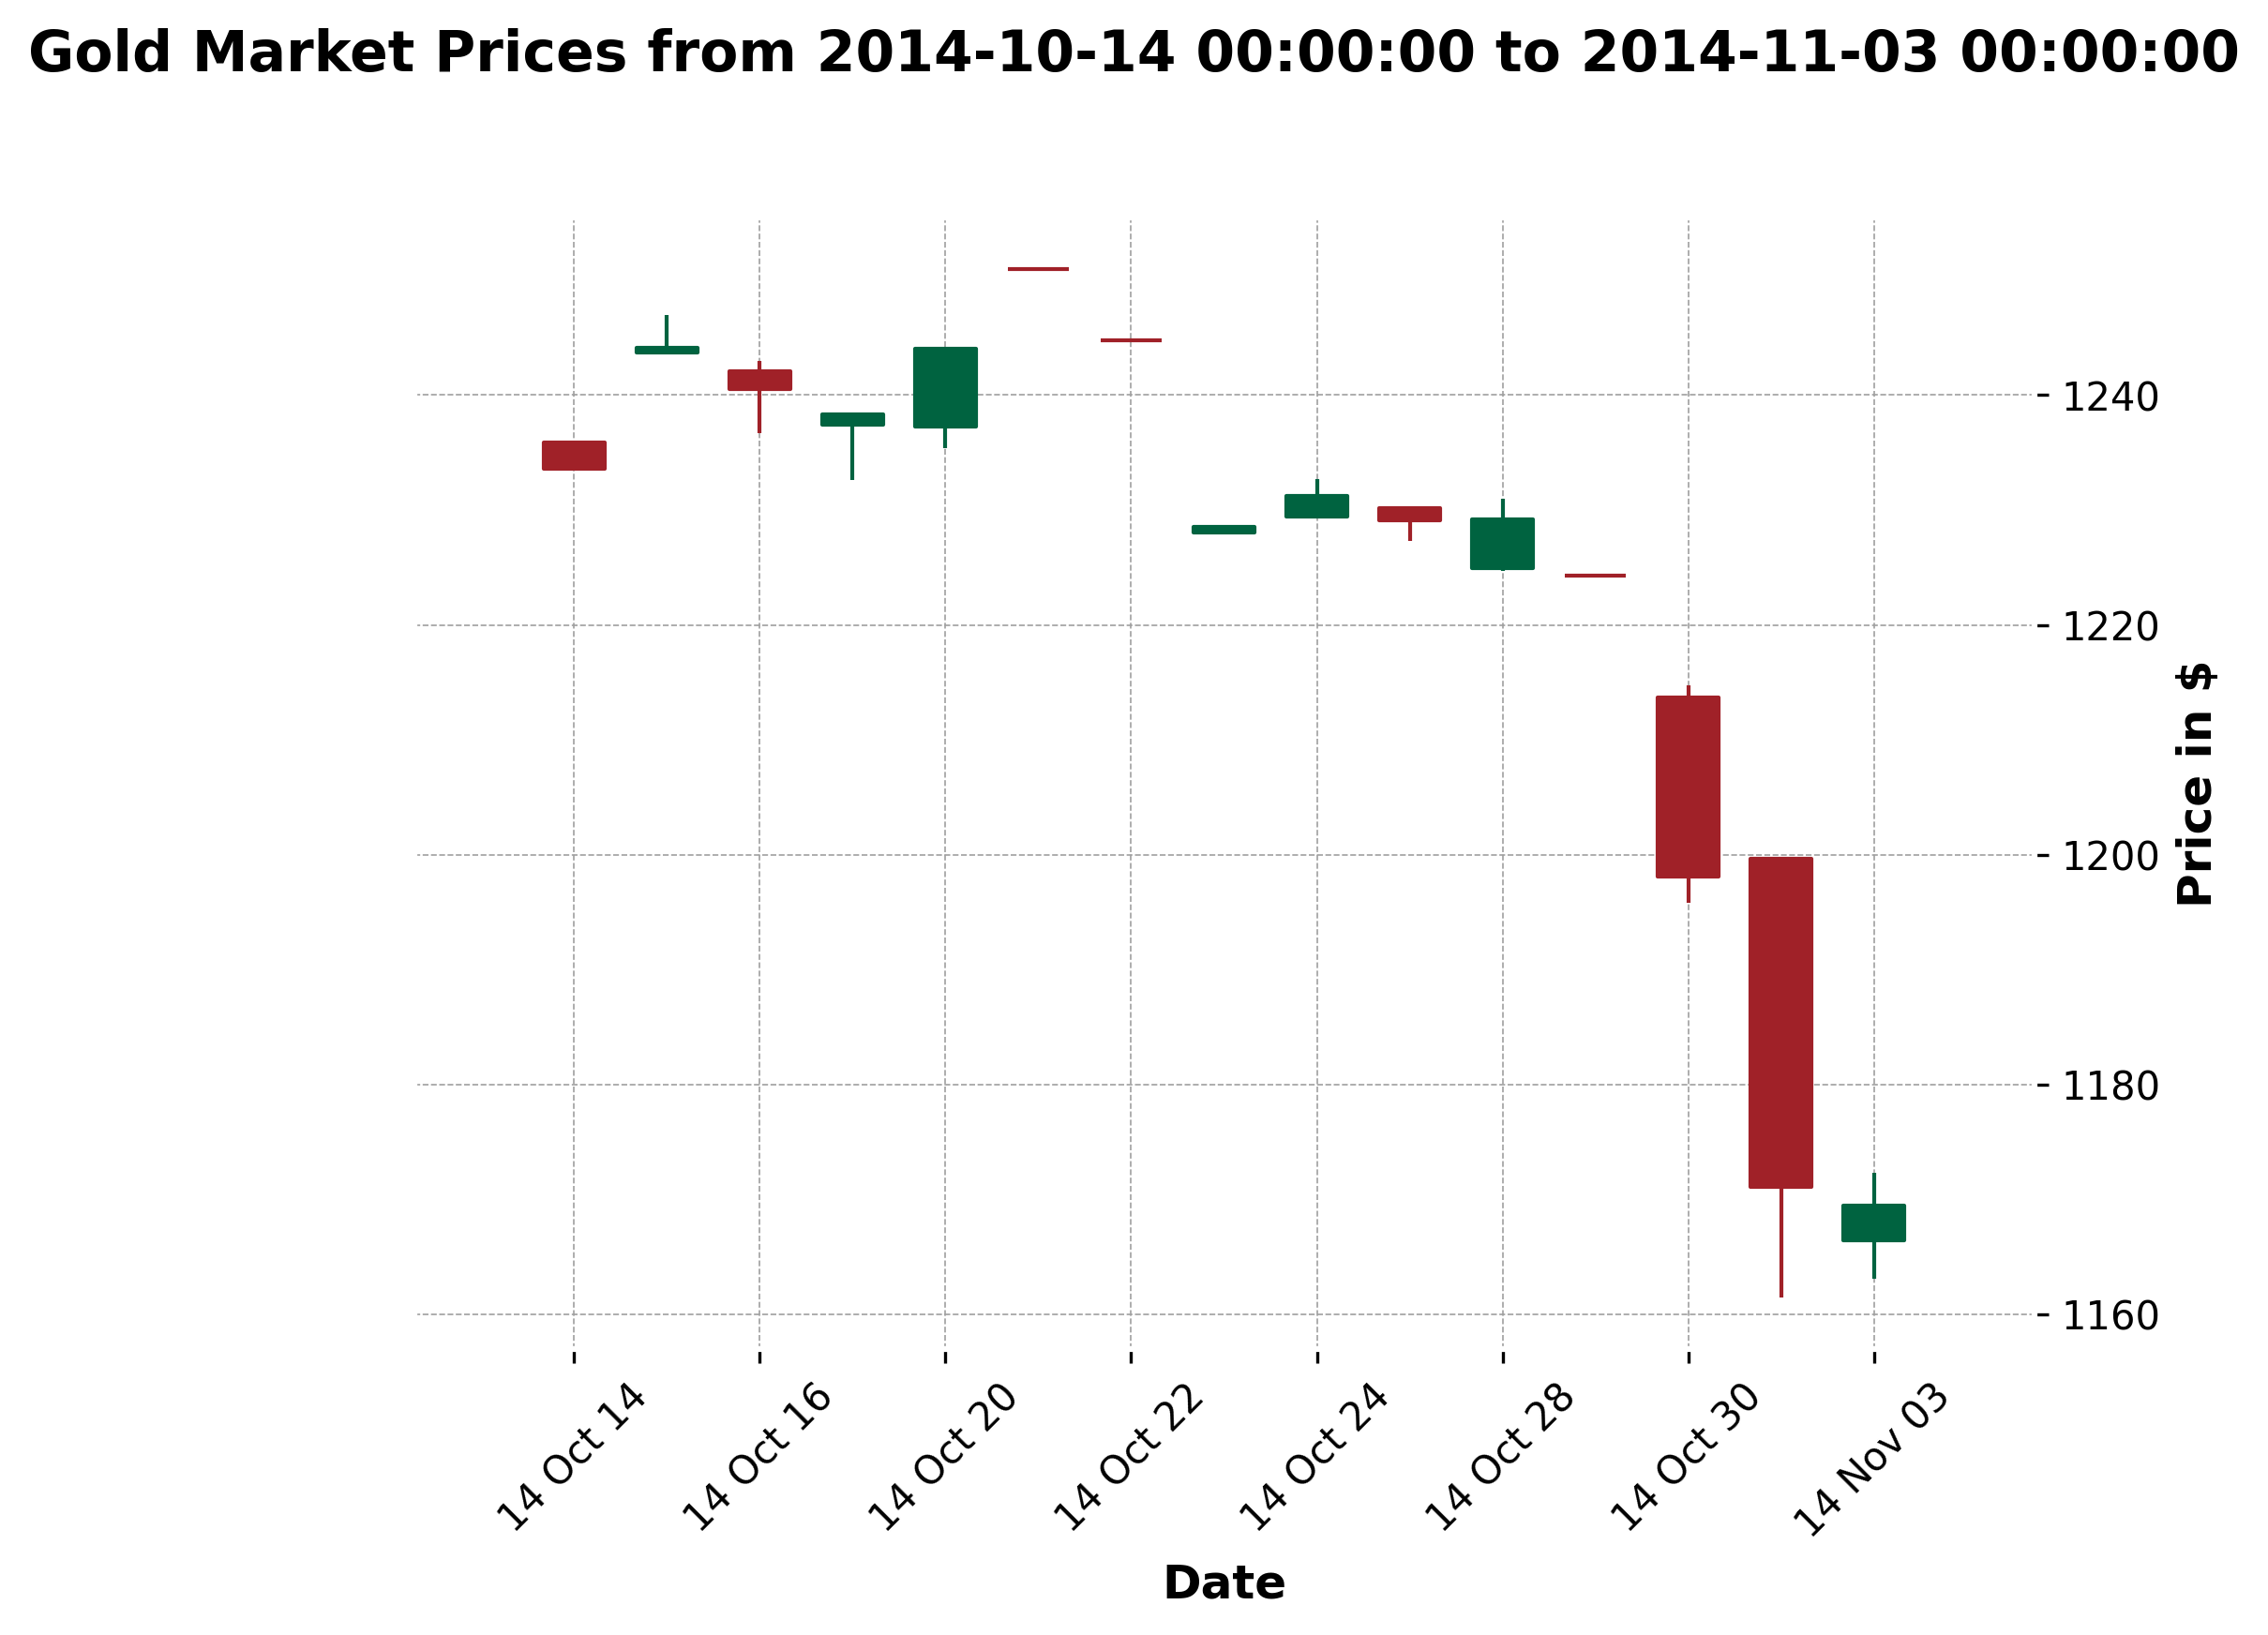 Gold Market Prices from 2014-10-14 00:00:00 to 2014-11-03 00:00:00
1240
1220
1200
1180
1160
Price in $
14 Oct 14
14 Oct 16
14 Oct 20
14 Oct 22
14 Oct 24
14 Oct 28
14 Oct 30
14 Nov 03
Date